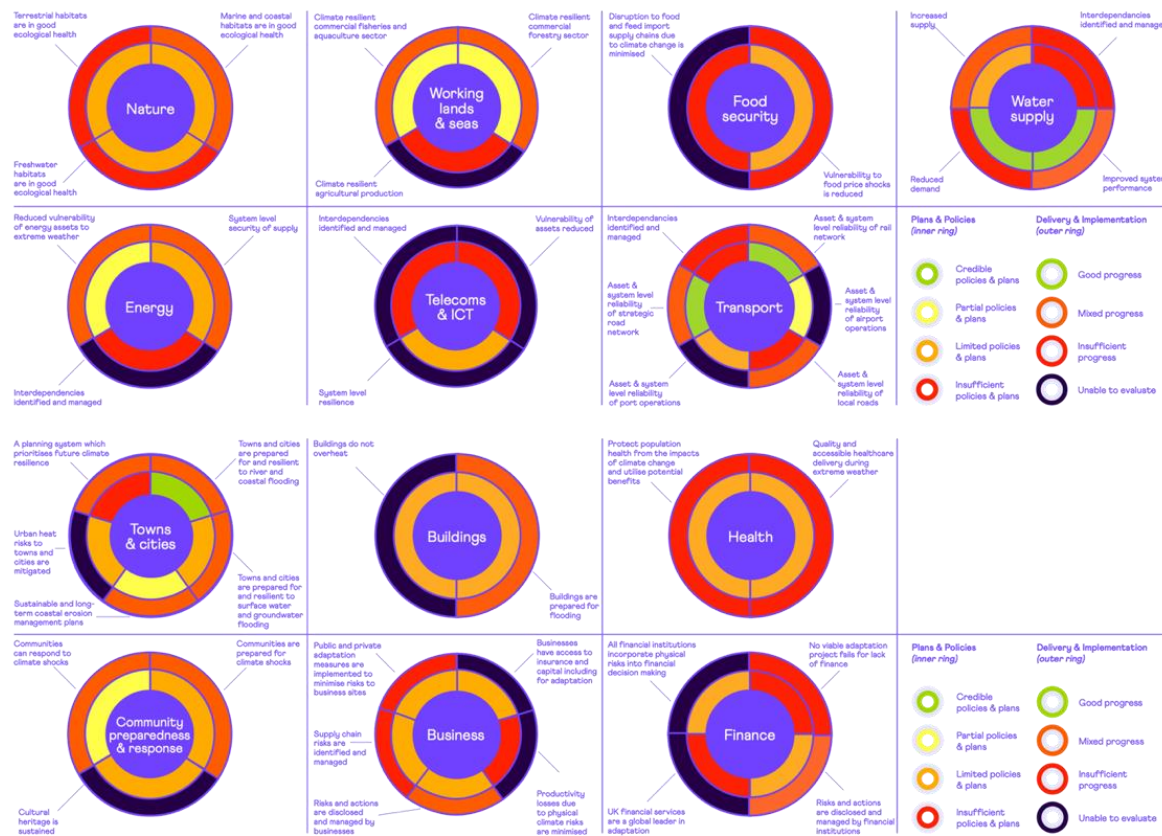 Terrestrial habitats
are in good
ecological health
Marine and coastal
habitats are in good
ecological health
Nature
Freshwater
habitats
are in good
ecological health
Climate resilient
commercial fisheries and
aquaculture sector
Climate resilient
commercial
forestry sector
Working
lands
& seas
Climate resilient
agricultural production
Disruption to food
and feed import
supply chains due
to climate change is
minimised
Food
security
Vulnerability to
food price shocks
is reduced
Increased
supply
Interdependancies
identified and manage
Water
supply
Reduced
demand
Improved syste
performance
Reduced vulnerability
of energy assets to
extreme weather
System level
security of supply
Energy
Interdependencies
identified and managed
Interdependencies
identified and managed
Vulnerability of
assets reduced
Telecoms
& ICT
System level
resilience
Interdependancies
identified and
managed
Asset & system
level reliability of rail
network
Asset &
system level
reliability
of strategic
road
network
Transport
Asset &
system level
reliability
of airport
operations
Asset & system
level reliability
of port operations
Asset &
system level
reliability of
local roads
Plans & Policies
(inner ring)
Delivery & Implementation
(outer ring)
Credible
policies & plans
Good progress
Partial policies
& plans
Mixed progress
Limited policies
& plans
Insufficient
progress
Insufficient
policies & plans
Unable to evaluate
A planning system which
prioritises future climate
resilience
Towns and cities
are prepared
for and resilient
to river and
coastal flooding
Towns
& cities
Urban heat
risks to
towns and
cities are
mitigated
Sustainable and long-
term coastal erosion
management plans
Towns and cities
are prepared for
and resilient to
surface water
and groundwater
flooding
Buildings do not
overheat
Buildings
Buildings are
prepared for
flooding
Protect population
health from the impacts
of climate change
and utilise potential
benefits
Quality and
accessible healthcare
delivery during
extreme weather
Health
Communities
can respond to
climate shocks
Communities are
prepared for
climate shocks
Community
preparedness
& response
Cultural
heritage is
sustained
Public and private
adaptation
measures are
implemented to
minimise risks to
business sites
Businesses
have access to
insurance and
capital including
for adaptation
Supply chain
risks are
identified and
managed
Business
Risks and actions
are disclosed
and managed by
businesses
Productivity
losses due
to physical
climate risks
are minimised
All financial institutions
incorporate physical
risks into financial
decision making
No viable adaptation
project fails for lack
of finance
Finance
UK financial services
are a global leader in
adaptation
Risks and actions
are disclosed and
managed by financial
institutions
Plans & Policies
(inner ring)
Delivery & Implementation
(outer ring)
Credible
policies & plans
Good progress
Partial policies
& plans
Mixed progress
Limited policies
& plans
Insufficient
progress
Insufficient
policies & plans
Unable to evaluate